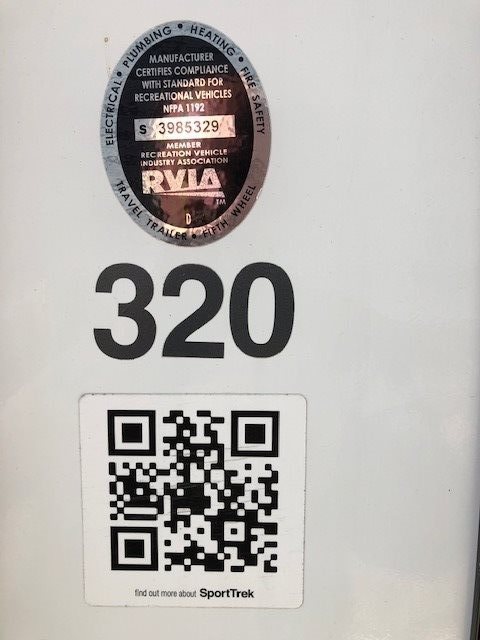 ELECTRICAL • PLUMBING • HEATING • FIRE SAFETY
MANUFACTURER
CERTIFIES COMPLIANCE
WITH STANDARD FOR
RECREATIONAL VEHICLES
NFPA 1192
S 3985329
MEMBER
RECREATION VEHICLE
INDUSTRY ASSOCIATION
RVIA
TM
D
TRAVEL TRAILER • FIFTH WHEEL
320
find out more about SportTrek